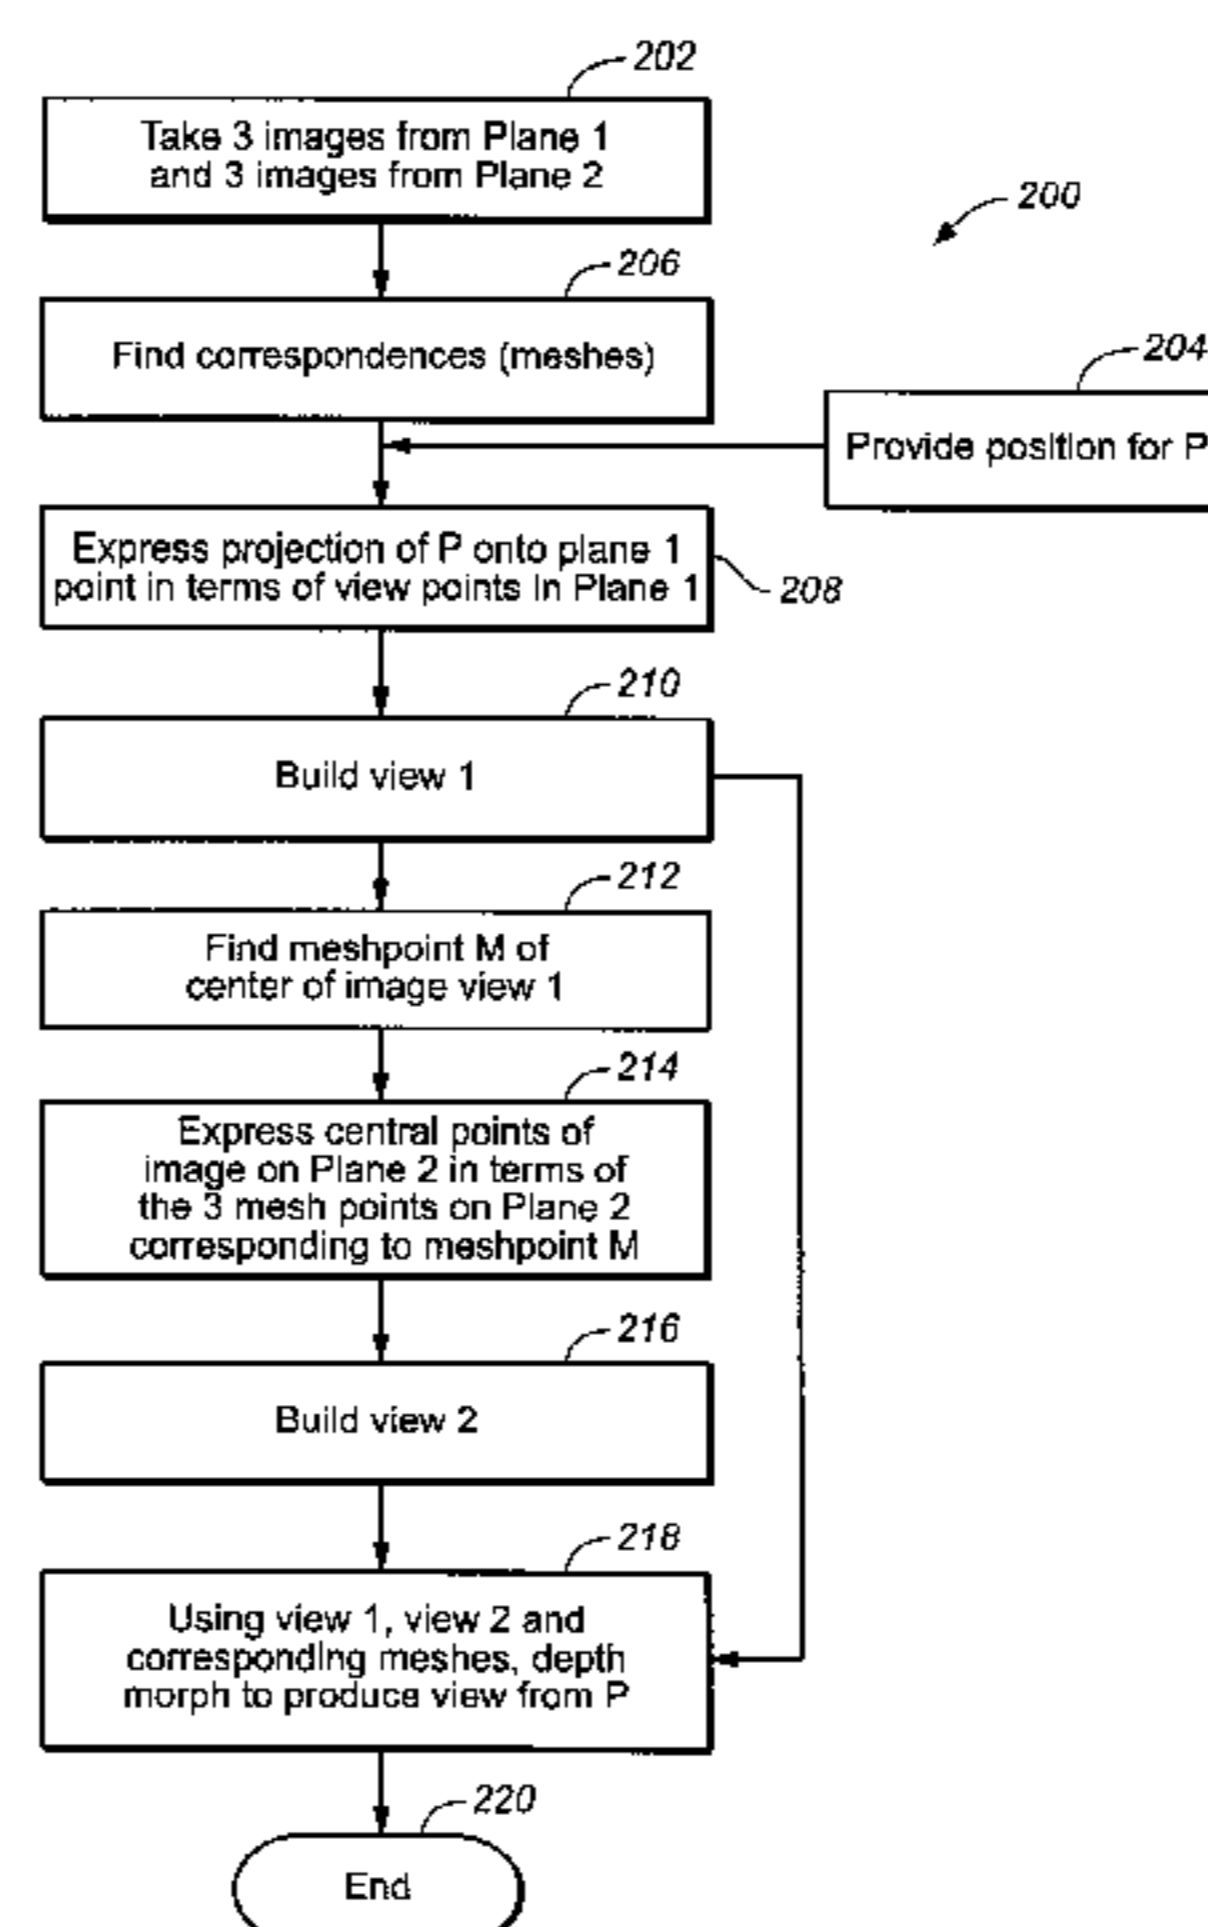 202
Take 3 images from Plane 1
and 3 images from Plane 2
200
206
Find correspondences (meshes)
204
Provide position for P
Express projection of P onto plane 1
point in terms of view points In Plane 1
208
210
Build view 1
212
Find meshpoint M of
center of image view 1
214
Express central points of
image on Plane 2 in terms of
the 3 mesh points on Plane 2
corresponding to meshpoint M
216
Build view 2
218
Using view 1, view 2 and
corresponding meshes, depth
morph to produce view from P
220
End